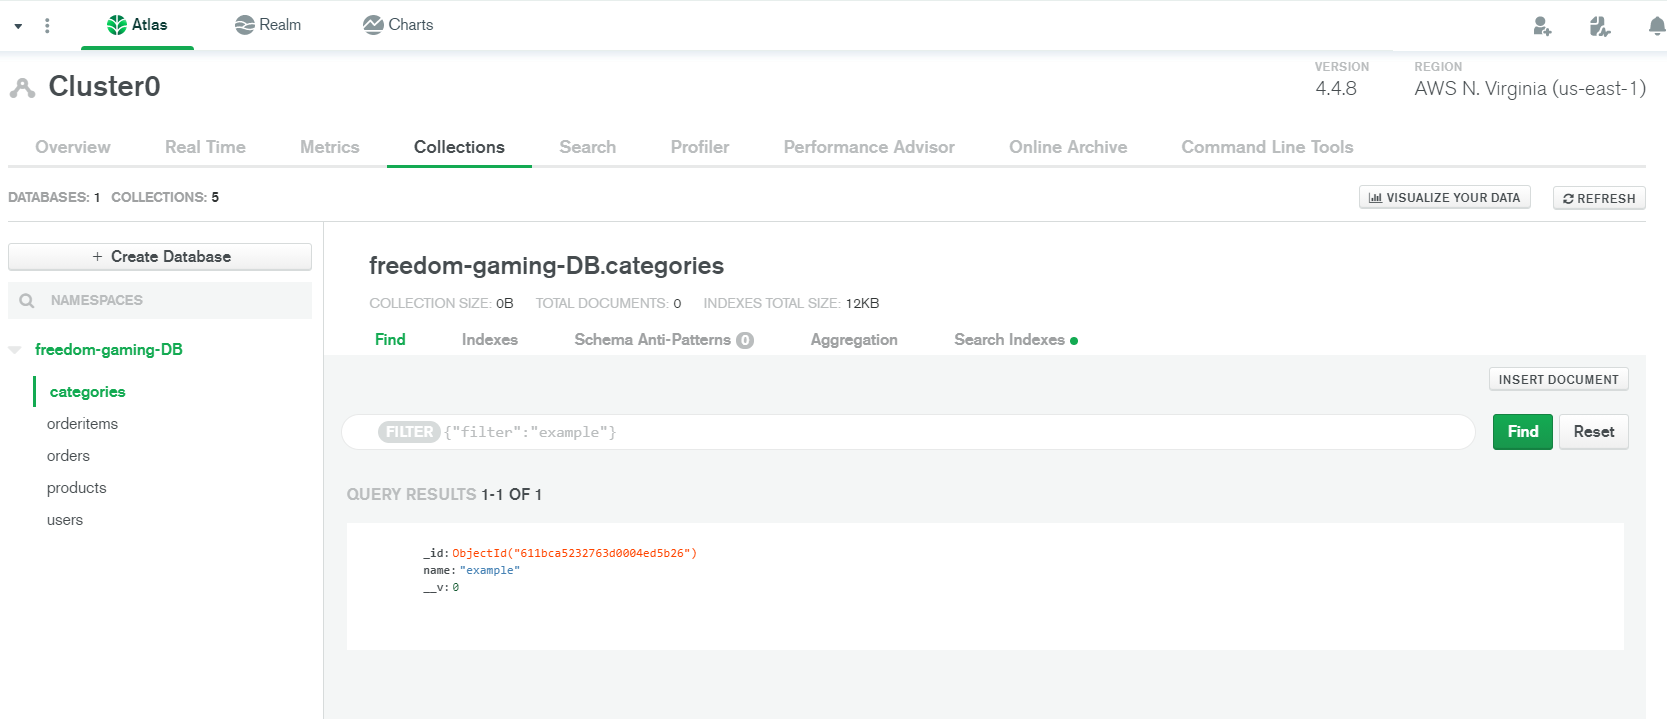 Atlas Realm Charts
Cluster0
VERSION
4.4.8
REGION
AWS N. Virginia (us-east-1)
Overview Real Time Metrics Collections Search Profiler Performance Advisor Online Archive Command Line Tools
DATABASES: 1 COLLECTIONS: 5
VISUALIZE YOUR DATA
REFRESH
+ Create Database
NAMESPACES
freedom-gaming-DB
categories
orderitems
orders
products
users
freedom-gaming-DB.categories
COLLECTION SIZE: 0B TOTAL DOCUMENTS: 0 INDEXES TOTAL SIZE: 12KB
Find Indexes Schema Anti-Patterns 0 Aggregation Search Indexes
INSERT DOCUMENT
FILTER {"filter":"example"}
Find
Reset
QUERY RESULTS 1-1 OF 1
_id: ObjectId("611bca5232763d0004ed5b26")
name: "example"
__v: 0